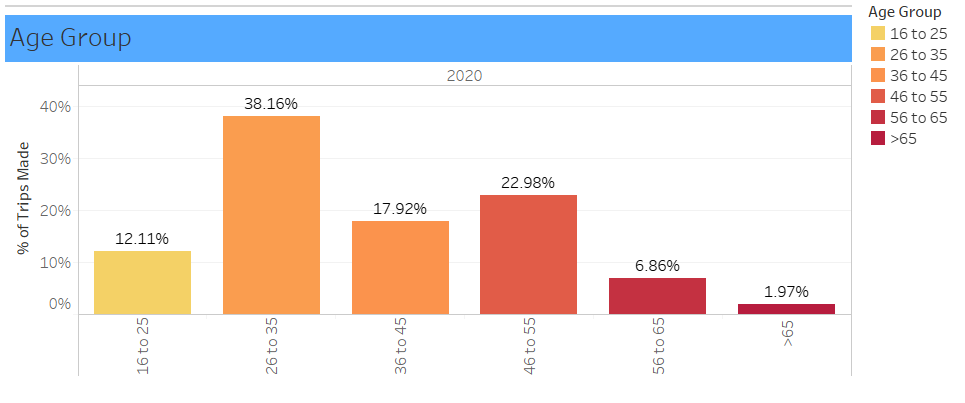 Age Group
2020
% of Trips Made
40%
30%
20%
10%
0%
12.11%
38.16%
17.92%
22.98%
6.86%
1.97%
16 to 25
26 to 35
36 to 45
46 to 55
56 to 65
>65
Age Group
16 to 25
26 to 35
36 to 45
46 to 55
56 to 65
>65